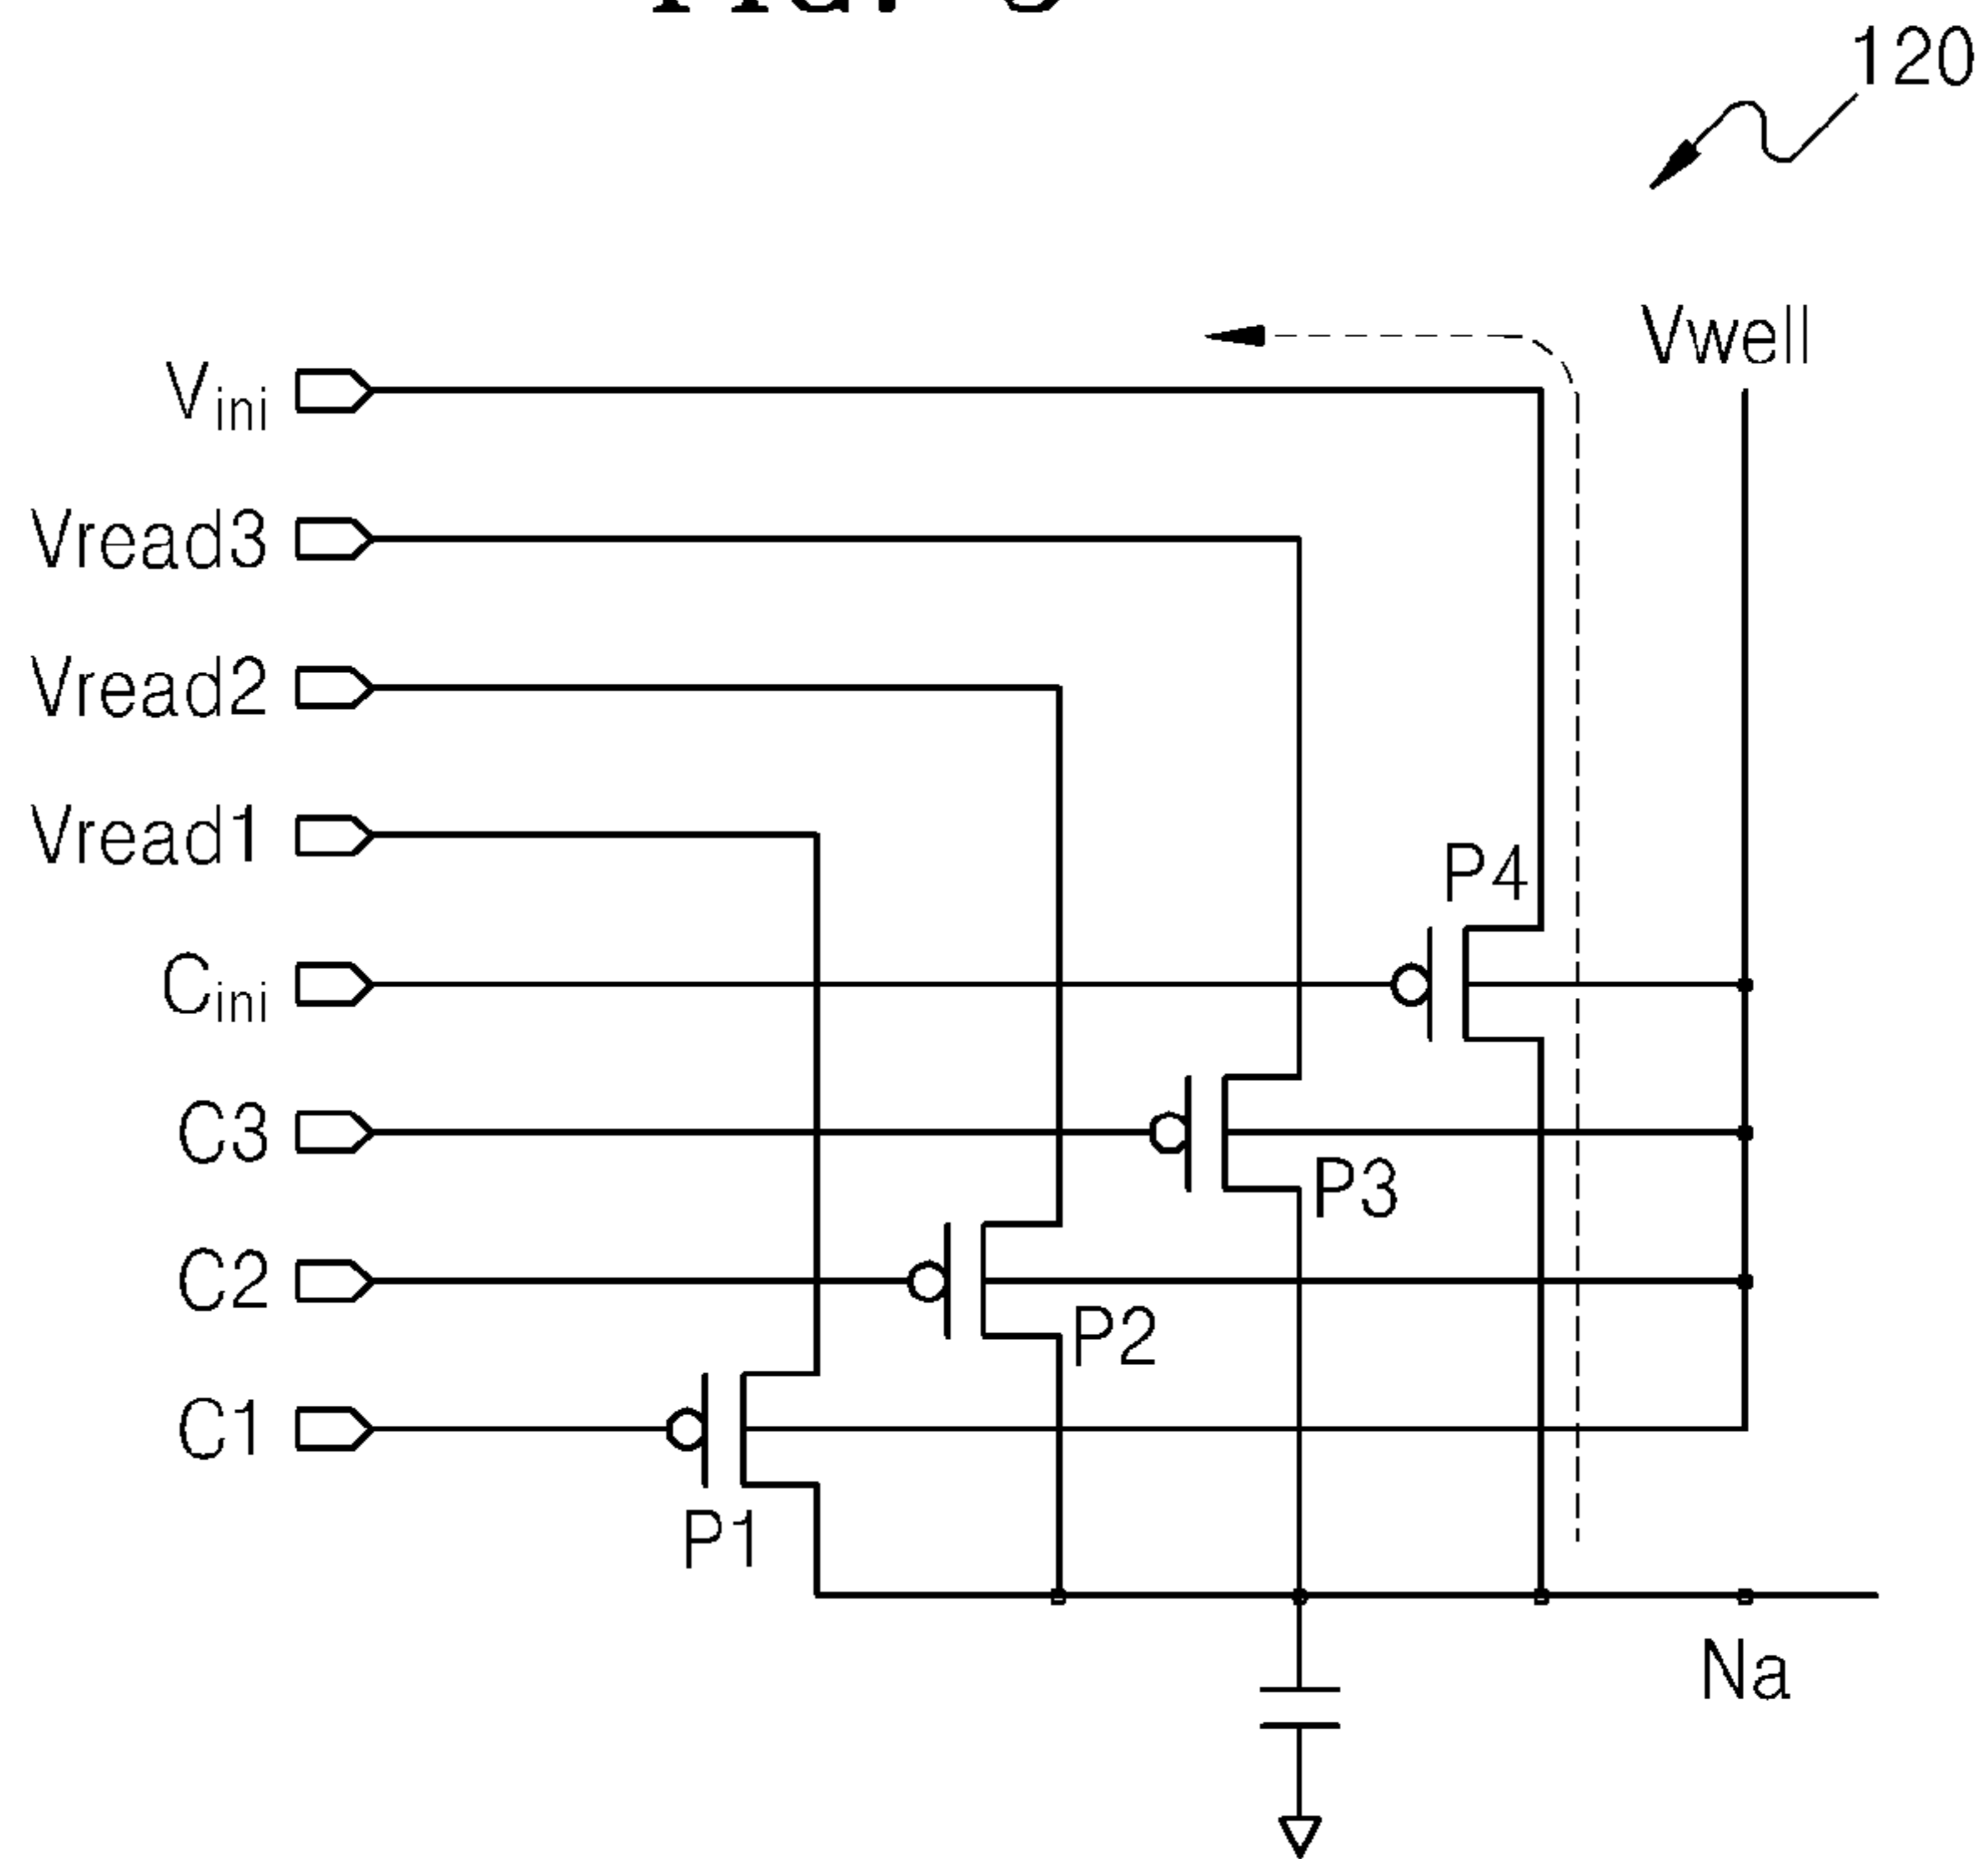 120
Vwell
Vini
Vread3
Vread2
Vread1
P4
Cini
C3
P3
C2
P2
C1
P1
Na